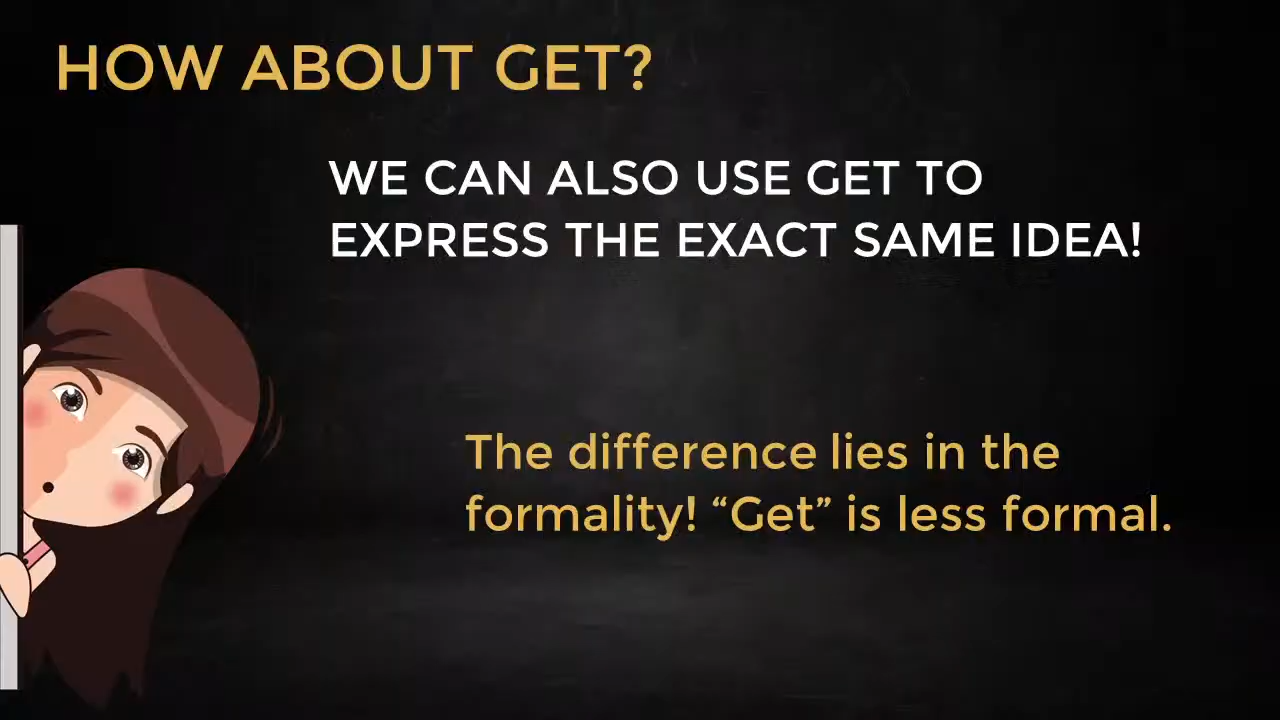 HOW ABOUT GET?
WE CAN ALSO USE GET TO
EXPRESS THE EXACT SAME IDEA!
The difference lies in the
formality! “Get” is less formal.